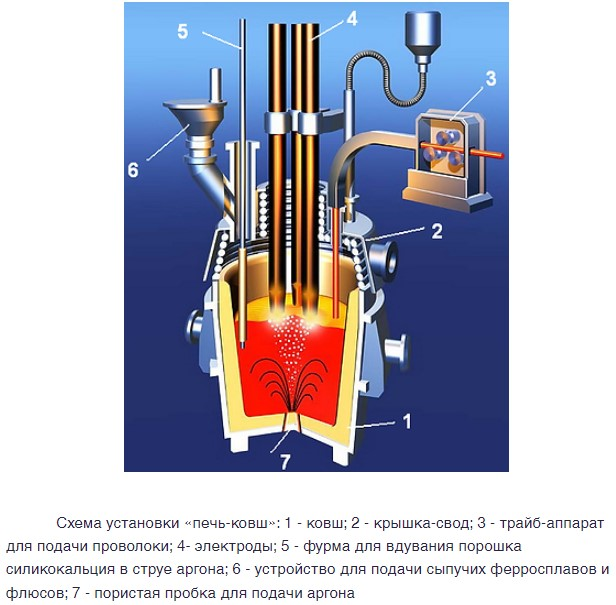 5
4
3
6
2
1
7
Схема установки «печь-ковш»: 1 - ковш; 2 - крышка-свод; 3 - трайб-аппарат
для подачи проволоки; 4- электроды; 5 - фурма для вдувания порошка
силикокальция в струе аргона; 6 - устройство для подачи сыпучих ферросплавов и
флюсов; 7 - пористая пробка для подачи аргона